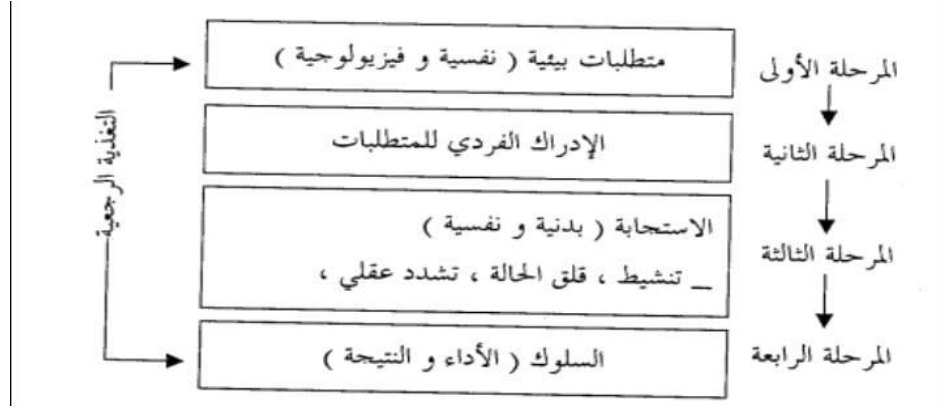 المرحلة الأولى
متطلبات بيئية ( نفسية و فيزيولوجية )
المرحلة الثانية
الإدراك الفردي للمتطلبات
المرحلة الثالثة
الاستجابة ( بدنية و نفسية )
_ تنشيط ، قلق الحالة ، تشدد عقلي ،
المرحلة الرابعة
السلوك ( الأداء و النتيجة )
التغذية الرجعية